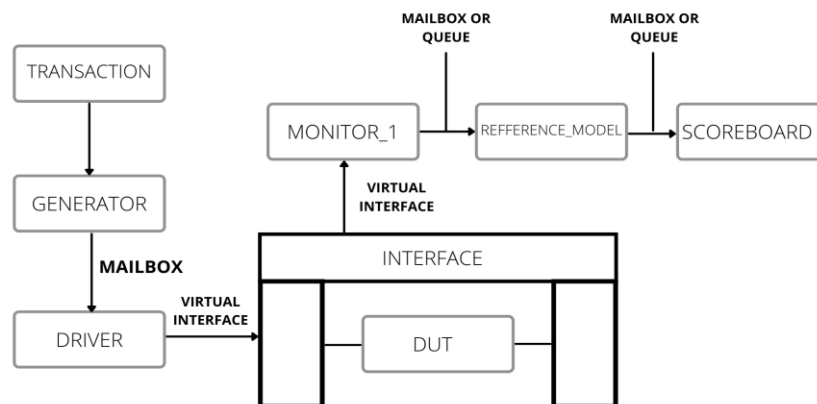 MAILBOX OR
QUEUE
MAILBOX OR
QUEUE
TRANSACTION
MONITOR_1
REFFERENCE_MODEL
SCOREBOARD
GENERATOR
VIRTUAL
INTERFACE
MAILBOX
INTERFACE
VIRTUAL
INTERFACE
DRIVER
DUT